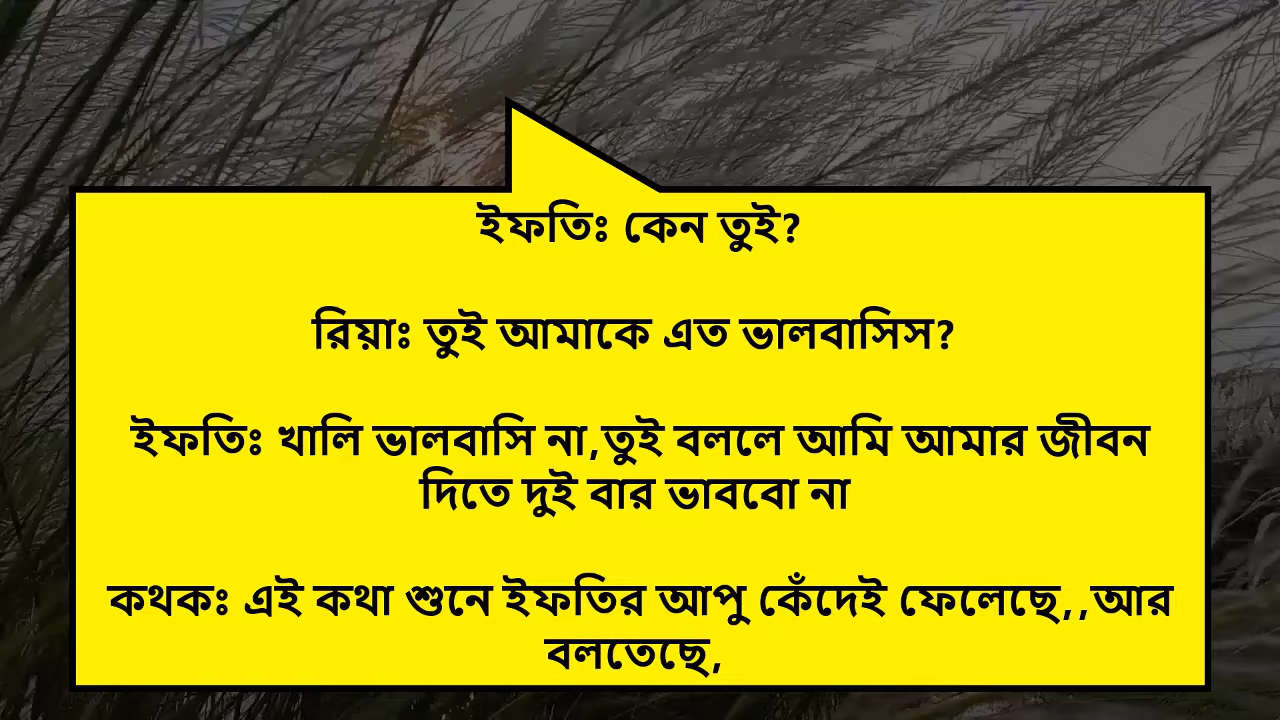 ইফতিঃ কেন তুই?
রিয়াঃ তুই আমাকে এত ভালবাসিস?
ইফতিঃ খালি ভালবাসি না,তুই বললে আমি আমার জীবন
দিতে দুই বার ভাববো না
কথকঃ এই কথা শুনে ইফতির আপু কেঁদেই ফেলেছে,,আর
বলতেছে,